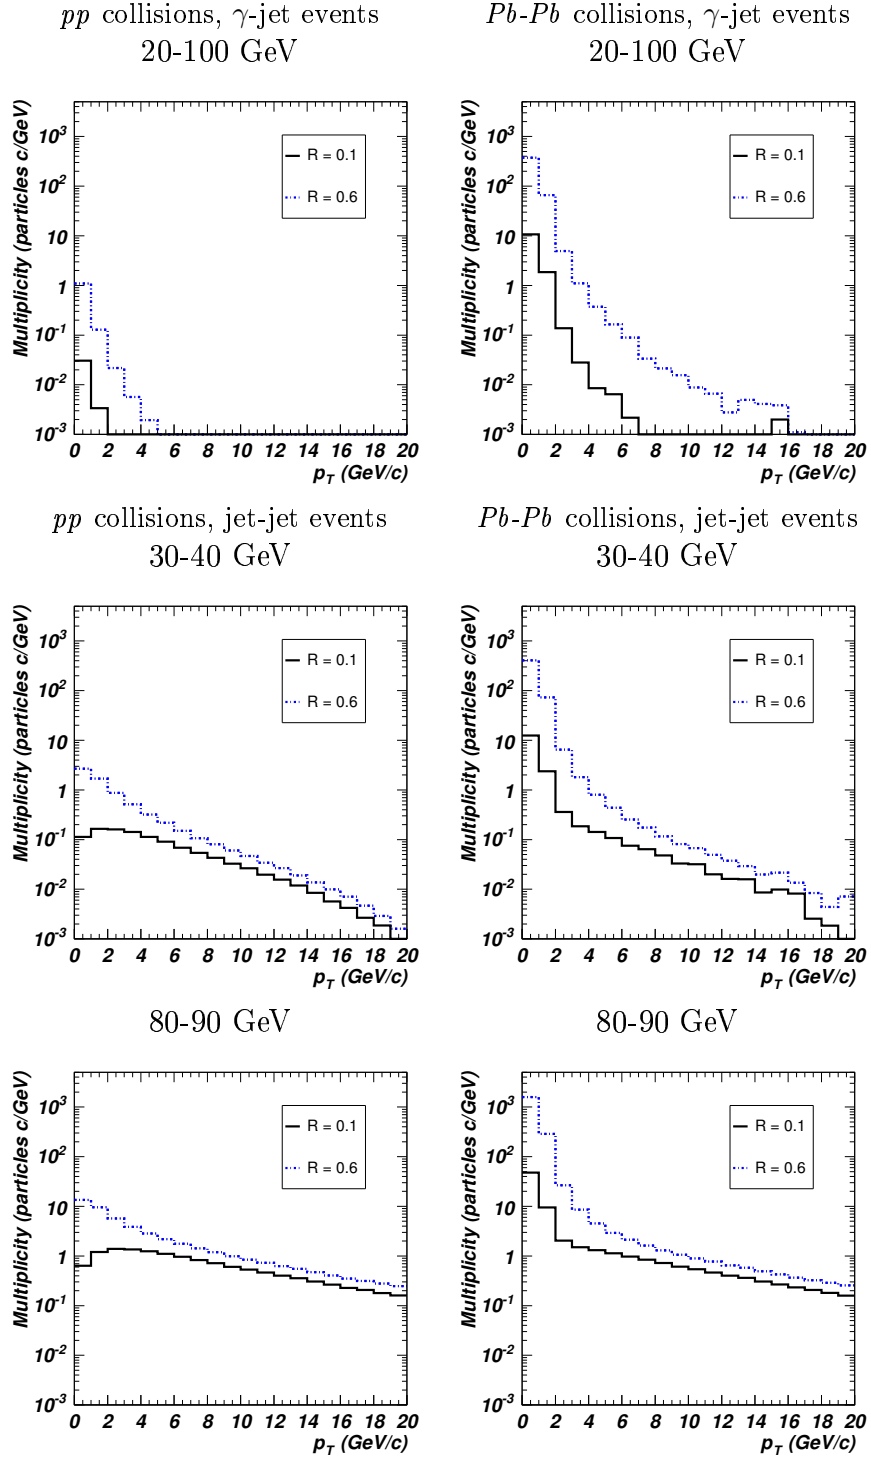 pp collisions, γ-jet events
20-100 GeV
Pb-Pb collisions, γ-jet events
20-100 GeV
Multiplicity (particles c/GeV)
10³
10²
10
1
10⁻¹
10⁻²
10⁻³
R = 0.1
R = 0.6
0 2 4 6 8 10 12 14 16 18 20
p_T (GeV/c)
Multiplicity (particles c/GeV)
10³
10²
10
1
10⁻¹
10⁻²
10⁻³
R = 0.1
R = 0.6
0 2 4 6 8 10 12 14 16 18 20
p_T (GeV/c)
pp collisions, jet-jet events
30-40 GeV
Pb-Pb collisions, jet-jet events
30-40 GeV
Multiplicity (particles c/GeV)
10³
10²
10
1
10⁻¹
10⁻²
10⁻³
R = 0.1
R = 0.6
0 2 4 6 8 10 12 14 16 18 20
p_T (GeV/c)
Multiplicity (particles c/GeV)
10³
10²
10
1
10⁻¹
10⁻²
10⁻³
R = 0.1
R = 0.6
0 2 4 6 8 10 12 14 16 18 20
p_T (GeV/c)
80-90 GeV
80-90 GeV
Multiplicity (particles c/GeV)
10³
10²
10
1
10⁻¹
10⁻²
10⁻³
R = 0.1
R = 0.6
0 2 4 6 8 10 12 14 16 18 20
p_T (GeV/c)
Multiplicity (particles c/GeV)
10³
10²
10
1
10⁻¹
10⁻²
10⁻³
R = 0.1
R = 0.6
0 2 4 6 8 10 12 14 16 18 20
p_T (GeV/c)